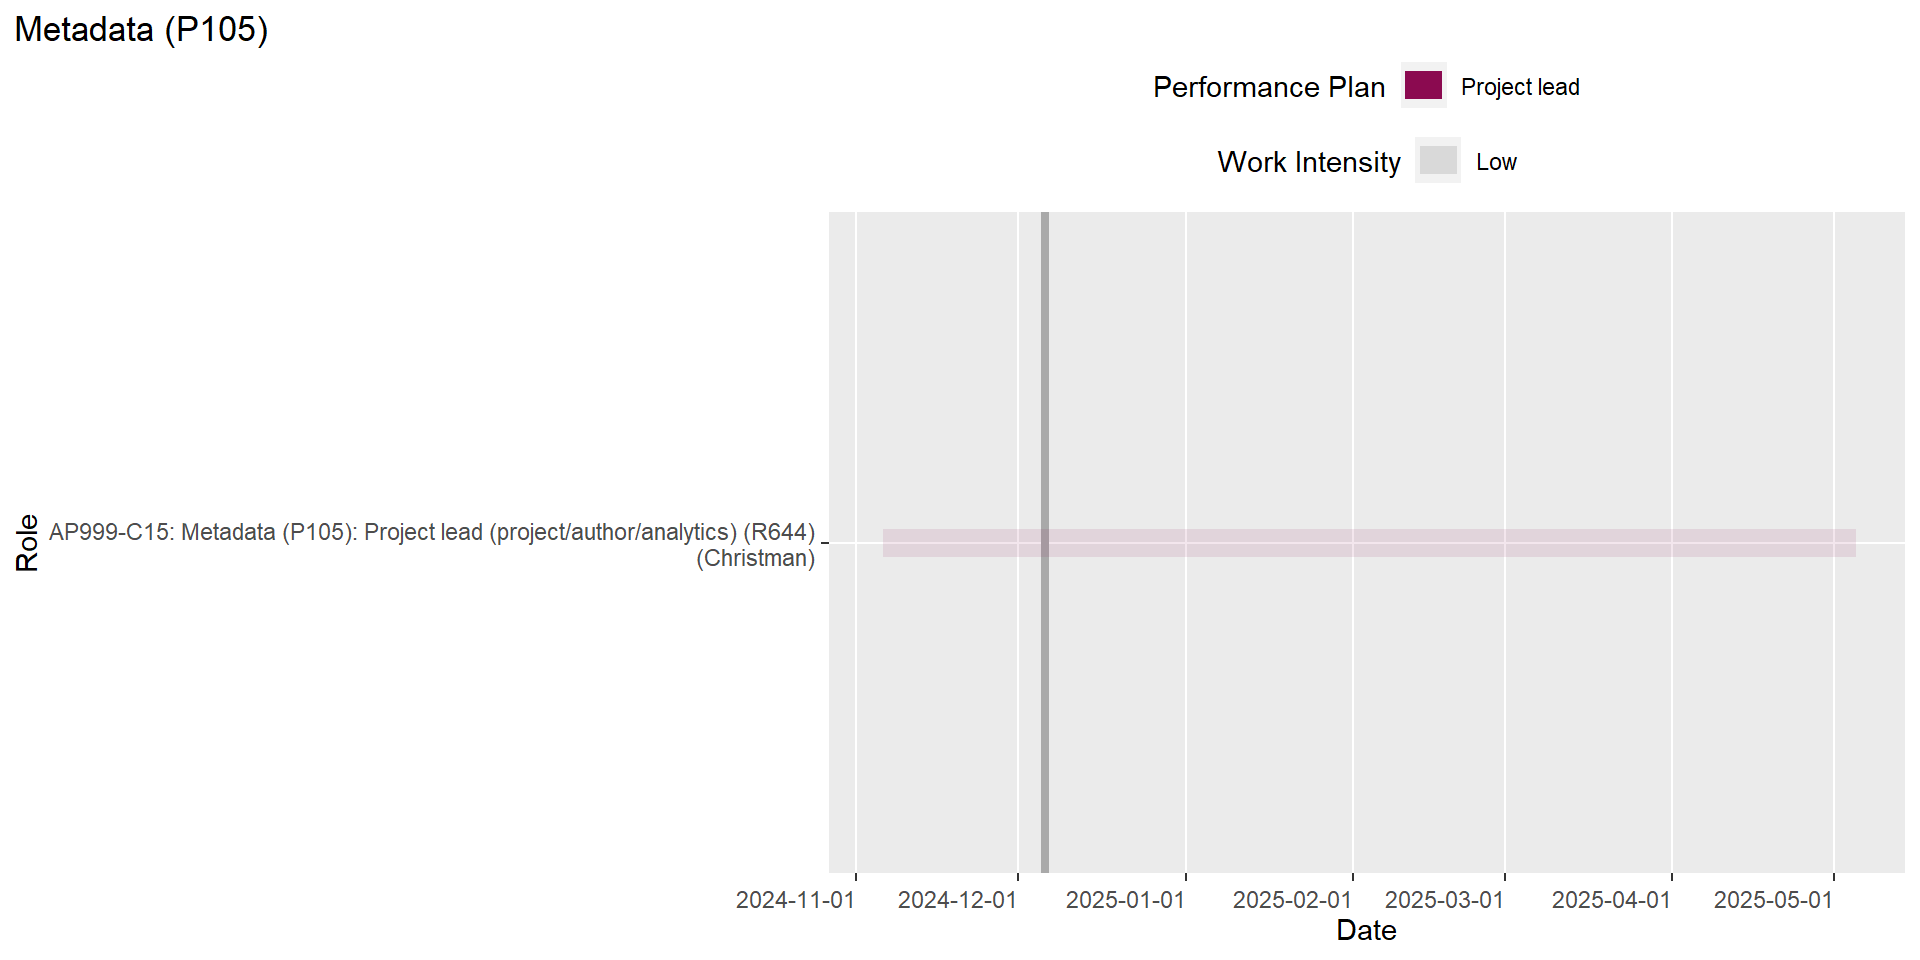 Metadata (P105)
Performance Plan
Project lead
Work Intensity
Low
Role
AP999-C15: Metadata (P105): Project lead (project/author/analytics) (R644)
(Christman)
2024-11-01
2024-12-01
2025-01-01
2025-02-01
2025-03-01
2025-04-01
2025-05-01
Date